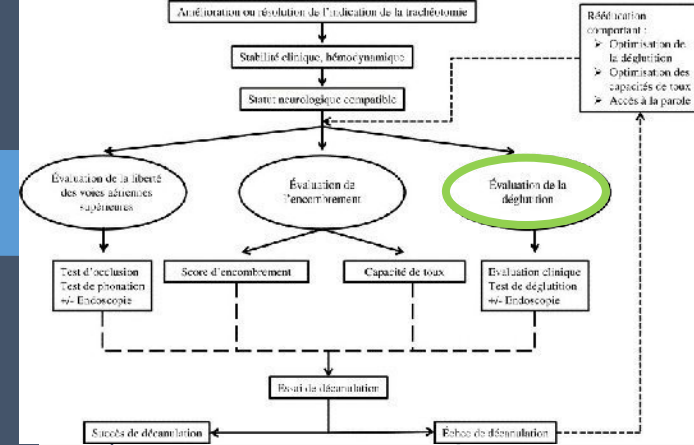 Amélioration ou résolution de l'indication de la trachéotomie
Stabilité clinique, hémodynamique
Statut neurologique compatible
Rééducation
comportant :
➤ Optimisation de
la déglutition
➤ Optimisation des
capacités de toux
➤ Accès à la parole
Évaluation de la liberté
des voies aériennes
supérieures
Évaluation de
l'encombrement
Évaluation de la
déglutition
Test d'occlusion
Test de phonation
+/- Endoscopie
Score d'encombrement
Capacité de toux
Evaluation clinique
Test de déglutition
+/- Endoscopie
Essai de décanulation
Succès de décanulation
Échec de décanulation